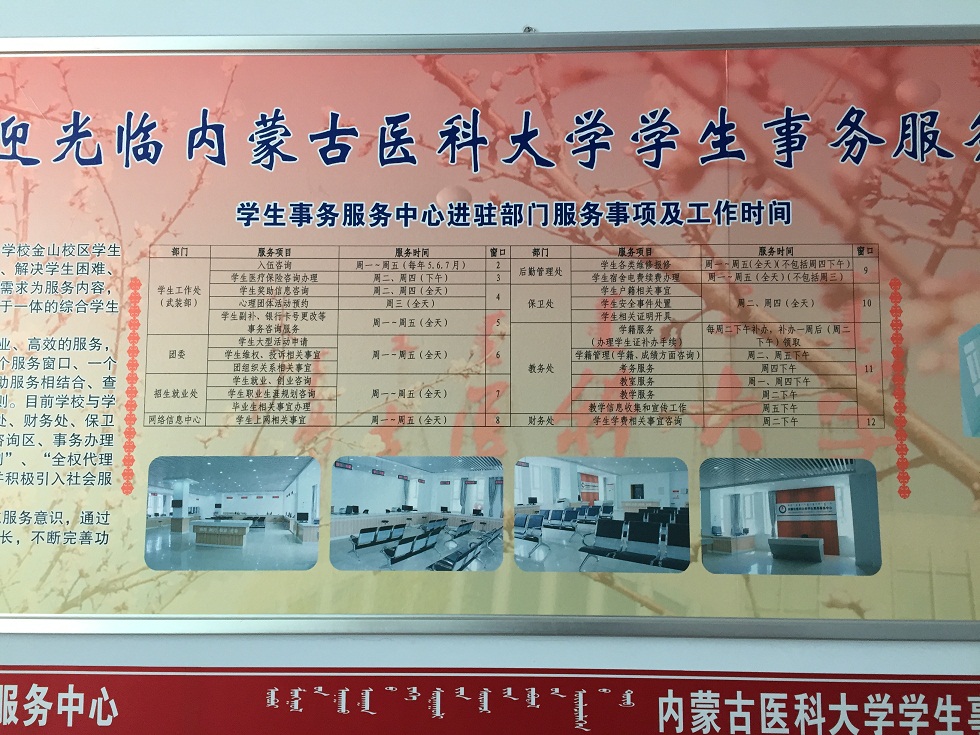 迎光临内蒙古医科大学学生事务服务
学生事务服务中心进驻部门服务事项及工作时间
学校金山校区学生
、解决学生困难、
需求为服务内容，
于一体的综合学生
业、高效的服务，
个服务窗口、一个
助服务相结合、查
则。目前学校与学
处、财务处、保卫
咨询区、事务办理
制”、“全权代理
并积极引入社会服
服务意识，通过
长，不断完善功
部门 服务项目 服务时间 窗口
学生工作处（武装部） 入伍咨询 周一～周五（每年5.6.7月） 2
学生医疗保险咨询办理 周二、周四（下午） 3
学生奖助信息咨询 周二、周四（全天） 4
心理团体活动预约 周三（全天）
学生副补、银行卡号更改等事务咨询服务 周一～周五（全天） 5
团委 学生大型活动申请 周一～周五（全天） 6
学生维权、投诉相关事宜
团组织关系相关事宜
招生就业处 学生就业、创业咨询 周一～周五（全天） 7
学生职业生涯规划咨询
毕业生相关事宜办理
网络信息中心 学生上网相关事宜 周一～周五（全天） 8
部门 服务项目 服务时间 窗口
后勤管理处 学生各类维修报修 周一～周五（全天）（不包括周四下午） 9
学生宿舍电费续费办理 周一～周五（全天）（不包括周三）
保卫处 学生户籍相关事宜 周二、周四（全天） 10
学生安全事件处置
学生相关证明开具
教务处 学籍服务（办理学生证补办手续） 每周二下午补办，补办一周后（周二下午）领取 11
学籍管理（学籍、成绩方面咨询） 周二、周五下午
考务服务 周四下午
教室服务 周一、周四下午
教学服务 周二下午
教学信息收集和宣传工作 周五下午
财务处 学生学费相关事宜咨询 周二下午 12
服务中心
内蒙古医科大学学生事